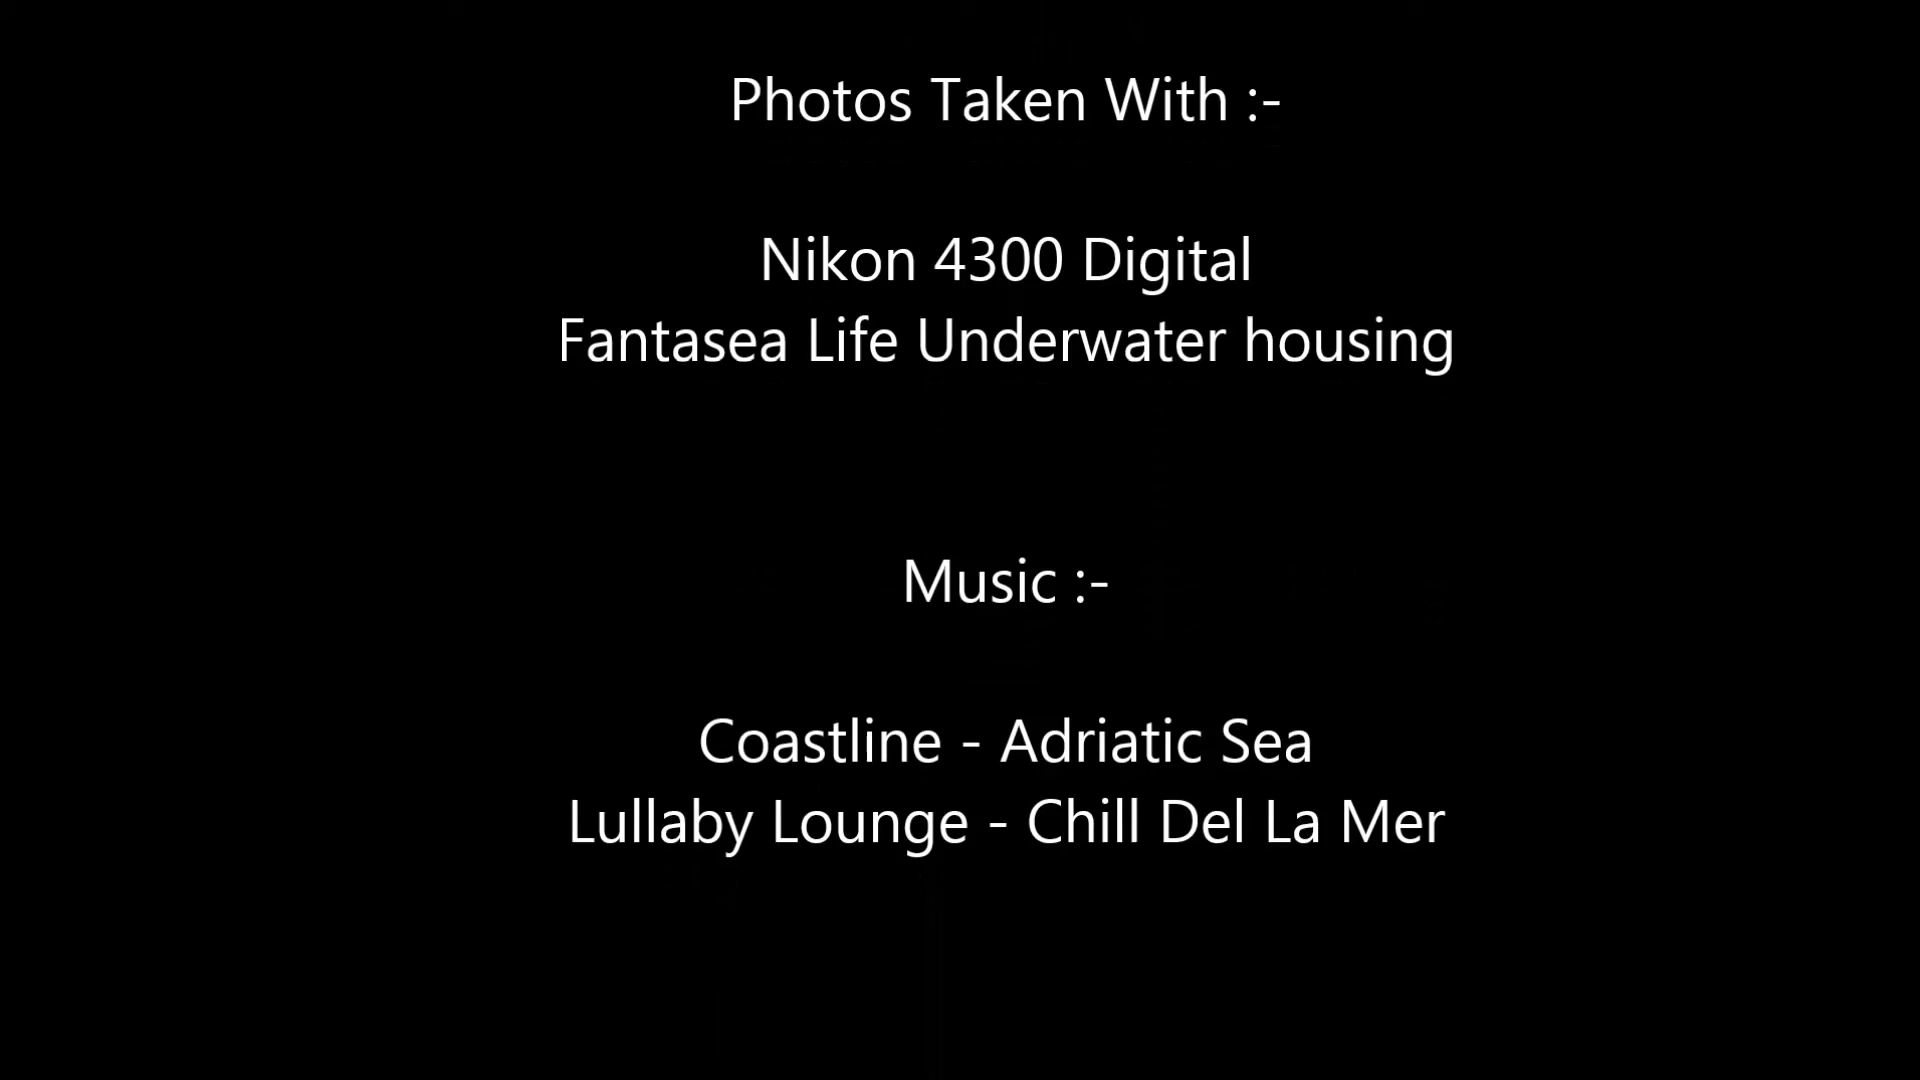 Photos Taken With :-
Nikon 4300 Digital
Fantasea Life Underwater housing
Music :-
Coastline - Adriatic Sea
Lullaby Lounge - Chill Del La Mer